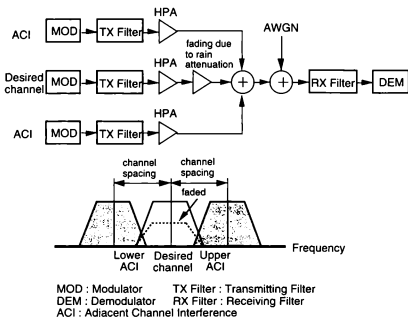 HPA
ACI
MOD
TX Filter
fading due to rain attenuation
AWGN
HPA
Desired channel
MOD
TX Filter
RX Filter
DEM
HPA
ACI
MOD
TX Filter
channel spacing
channel spacing
faded
Frequency
Lower ACI
Desired channel
Upper ACI
MOD : Modulator TX Filter : Transmitting Filter
DEM : Demodulator RX Filter : Receiving Filter
ACI : Adjacent Channel Interference